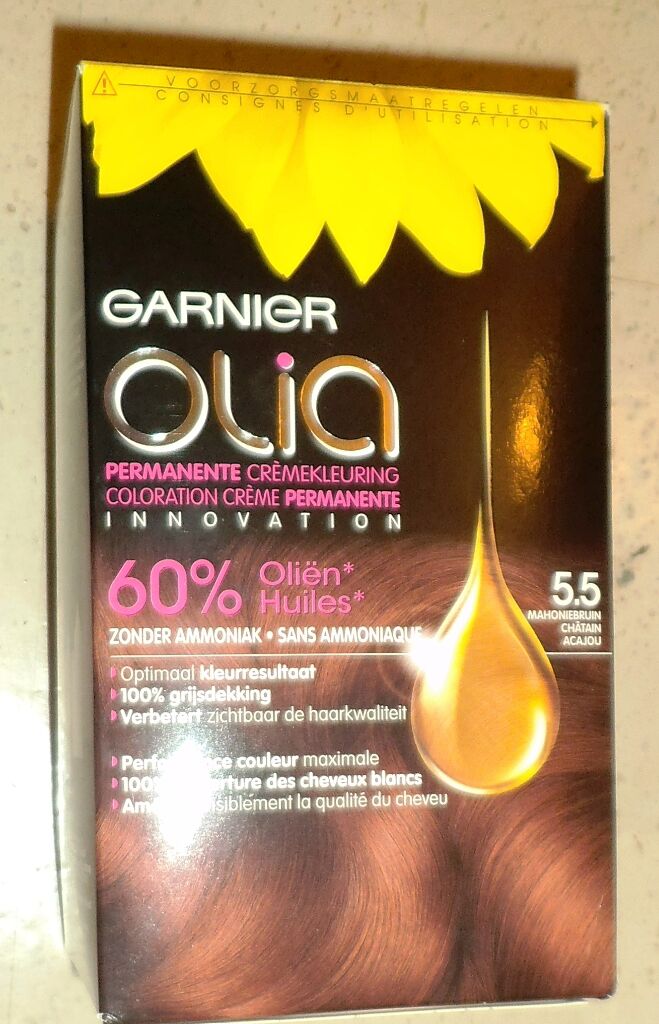 VOORZORGSMAATREGELEN
CONSIGNES D'UTILISATION
GARNIER
OLiA
PERMANENTE CRÈMEKLEURING
COLORATION CRÈME PERMANENTE
INNOVATION
60% Oliën*
Huiles*
ZONDER AMMONIAK • SANS AMMONIAQUE
5.5
MAHONIEBRUIN
CHÂTAIN
ACAJOU
Optimaal kleurresultaat
100% grijsdekking
Verbetert zichtbaar de haarkwaliteit
couleur maximale
des cheveux blancs
la qualité du cheveu